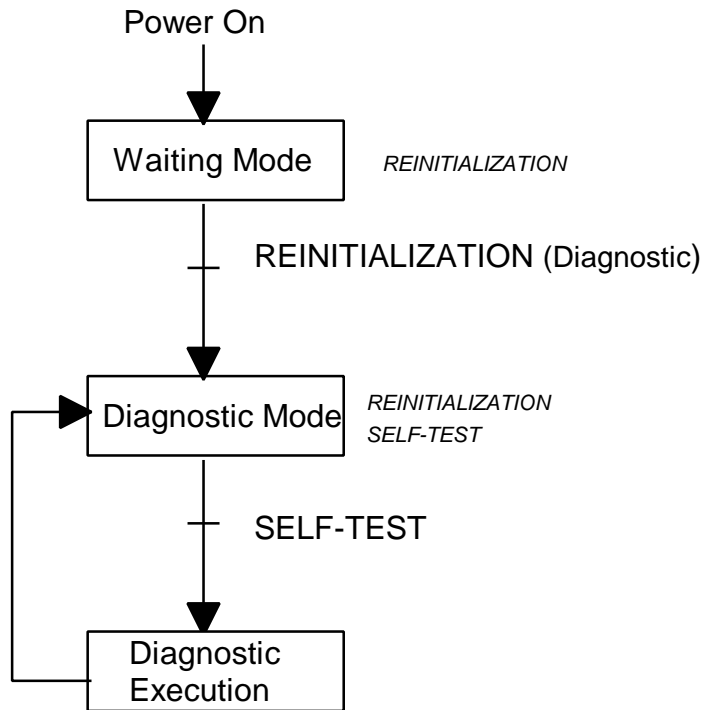 Power On
Waiting Mode
REINITIALIZATION
REINITIALIZATION (Diagnostic)
Diagnostic Mode
REINITIALIZATION
SELF-TEST
SELF-TEST
Diagnostic
Execution